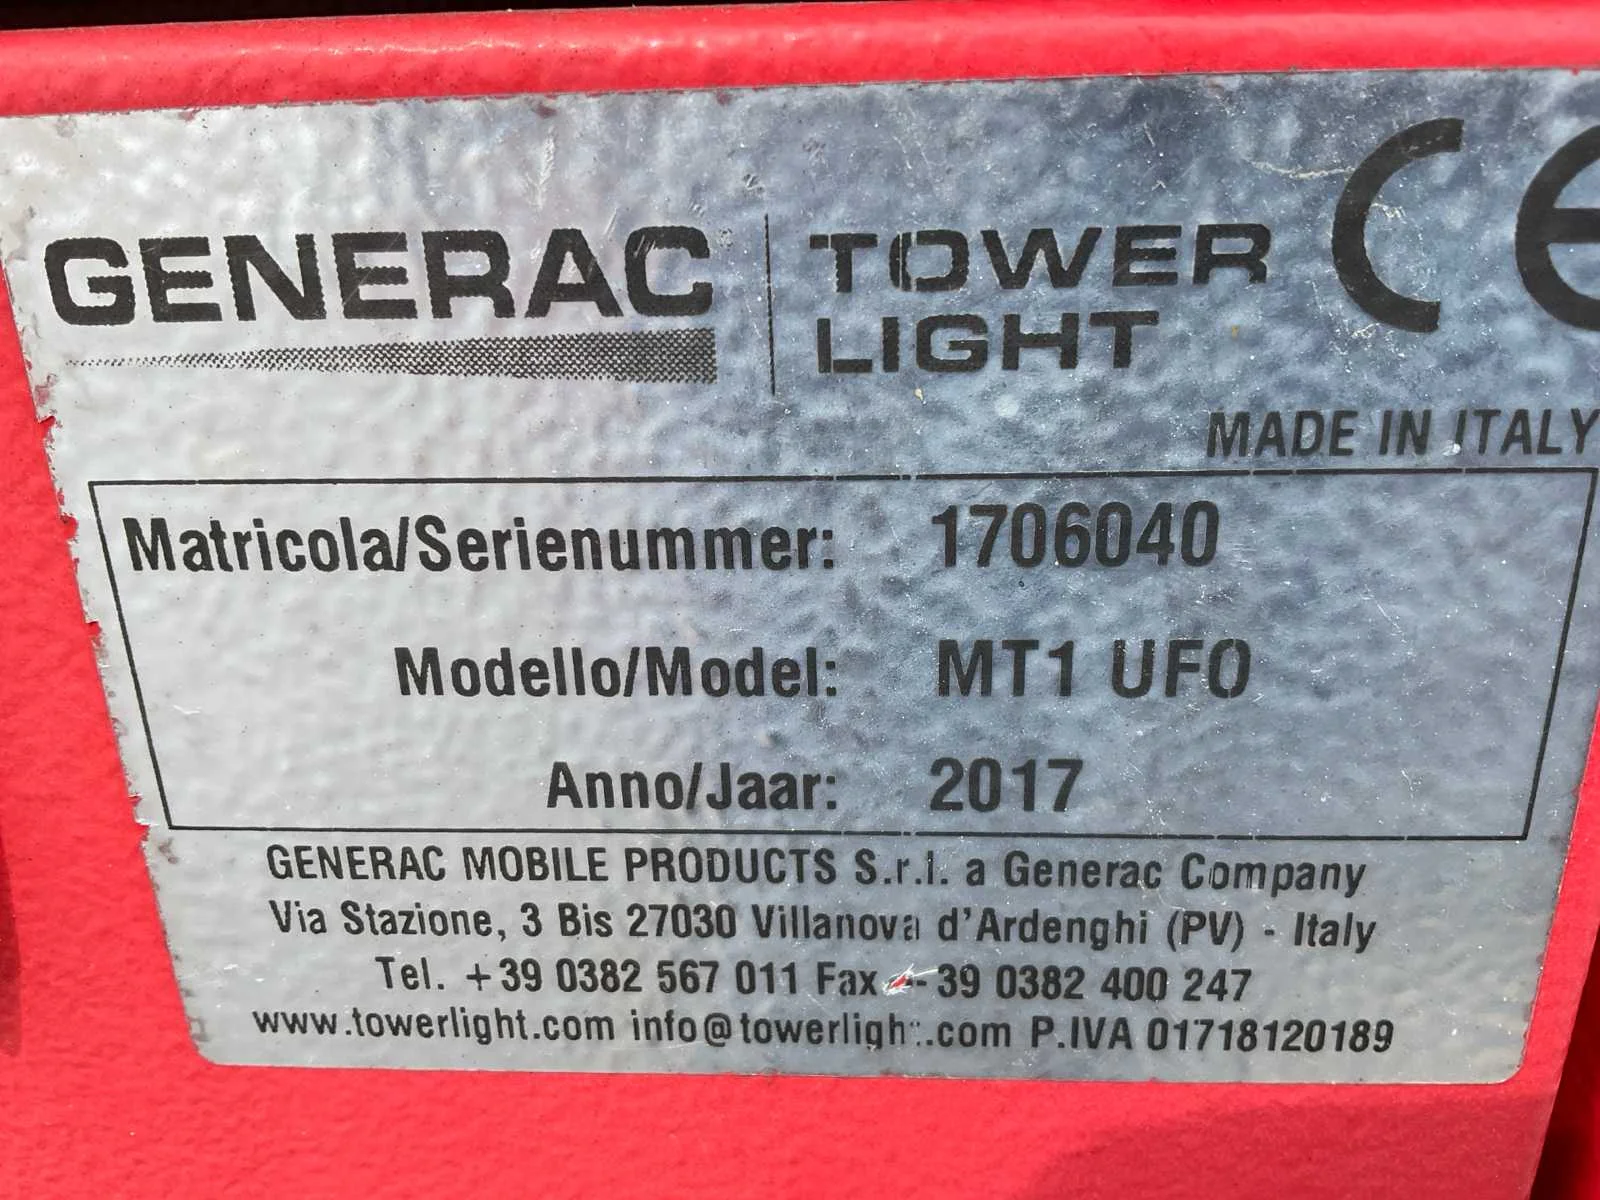 GENERAC TOWER LIGHT CE
MADE IN ITALY
Matricola/Serienummer: 1706040
Modello/Model: MT1 UFO
Anno/Jaar: 2017
GENERAC MOBILE PRODUCTS S.r.l. a Generac Company
Via Stazione, 3 Bis 27030 Villanova d'Ardenghi (PV) - Italy
Tel. +39 0382 567 011 Fax +39 0382 400 247
www.towerlight.com info@towerlight.com P.IVA 01718120189